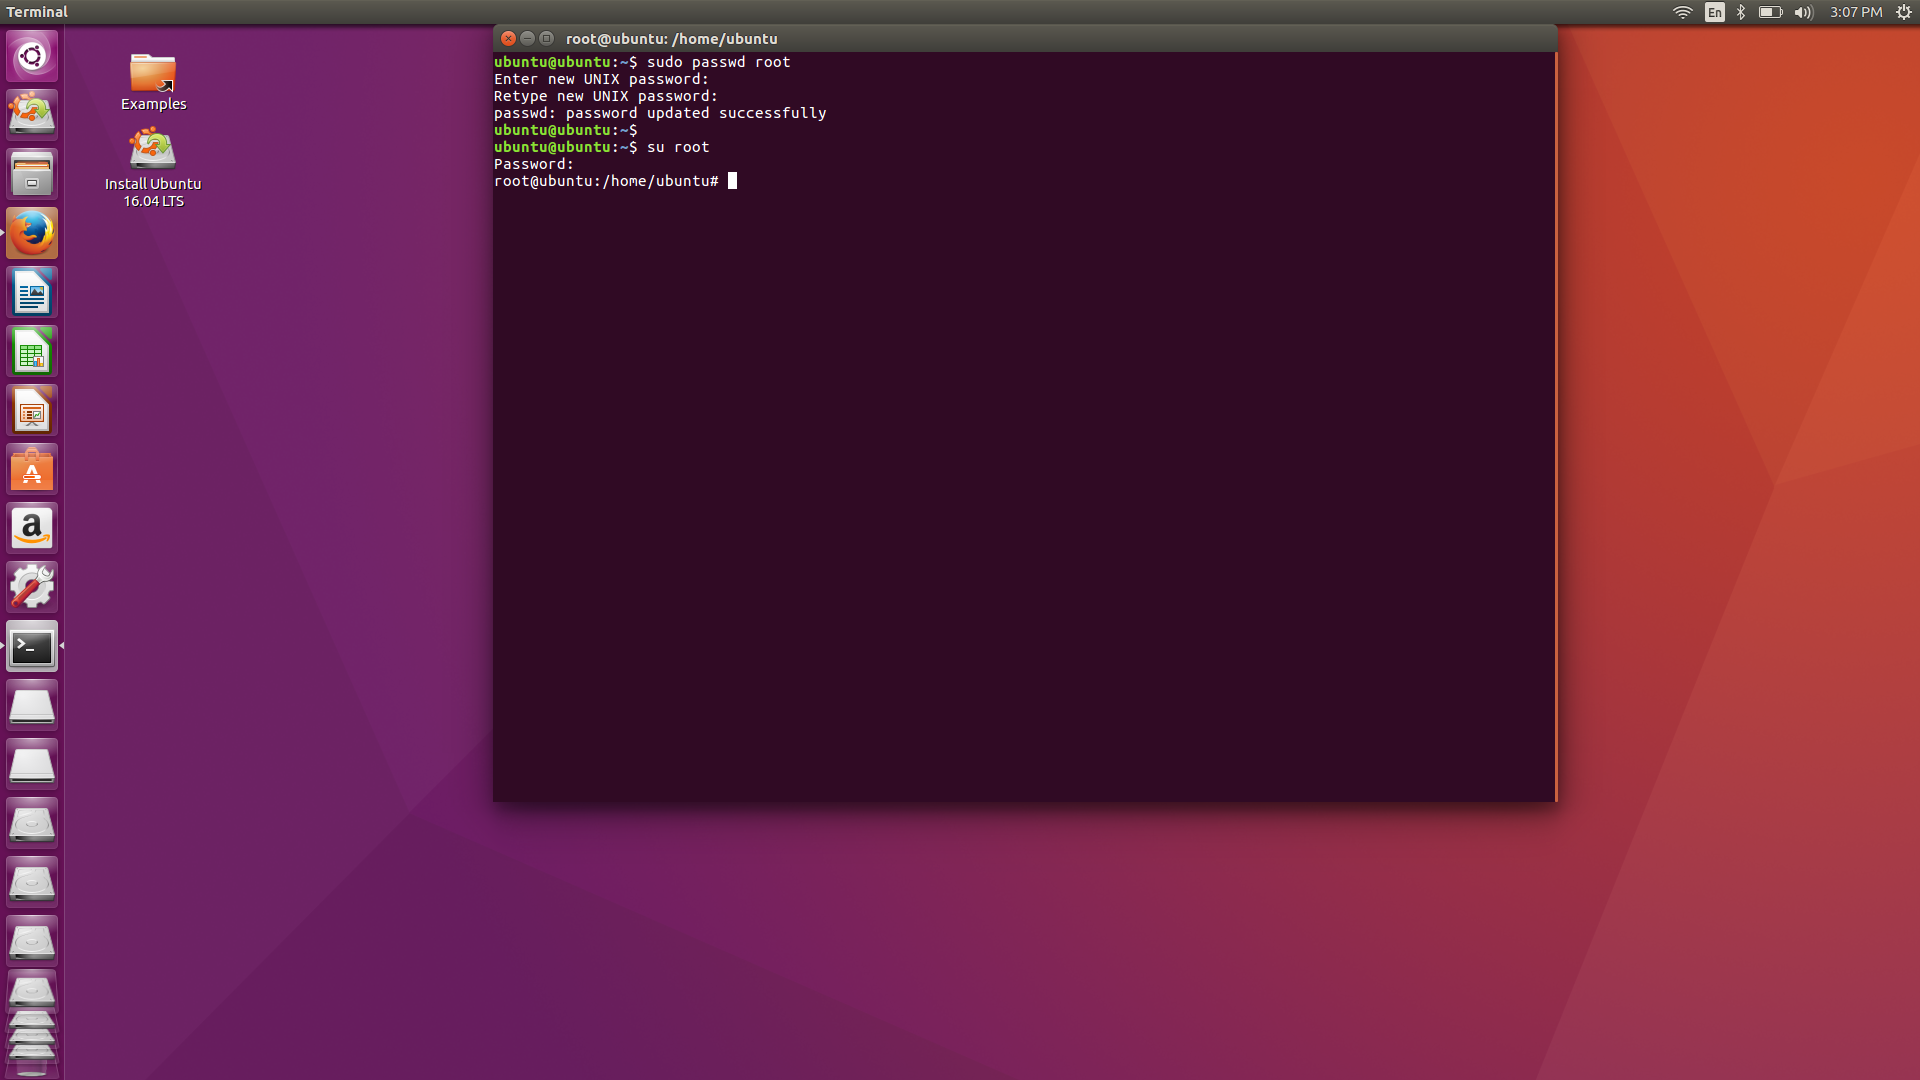 Terminal
En
3:07 PM
Examples
Install Ubuntu
16.04 LTS
root@ubuntu: /home/ubuntu
ubuntu@ubuntu:~$ sudo passwd root
Enter new UNIX password:
Retype new UNIX password:
passwd: password updated successfully
ubuntu@ubuntu:~$
ubuntu@ubuntu:~$ su root
Password:
root@ubuntu:/home/ubuntu#